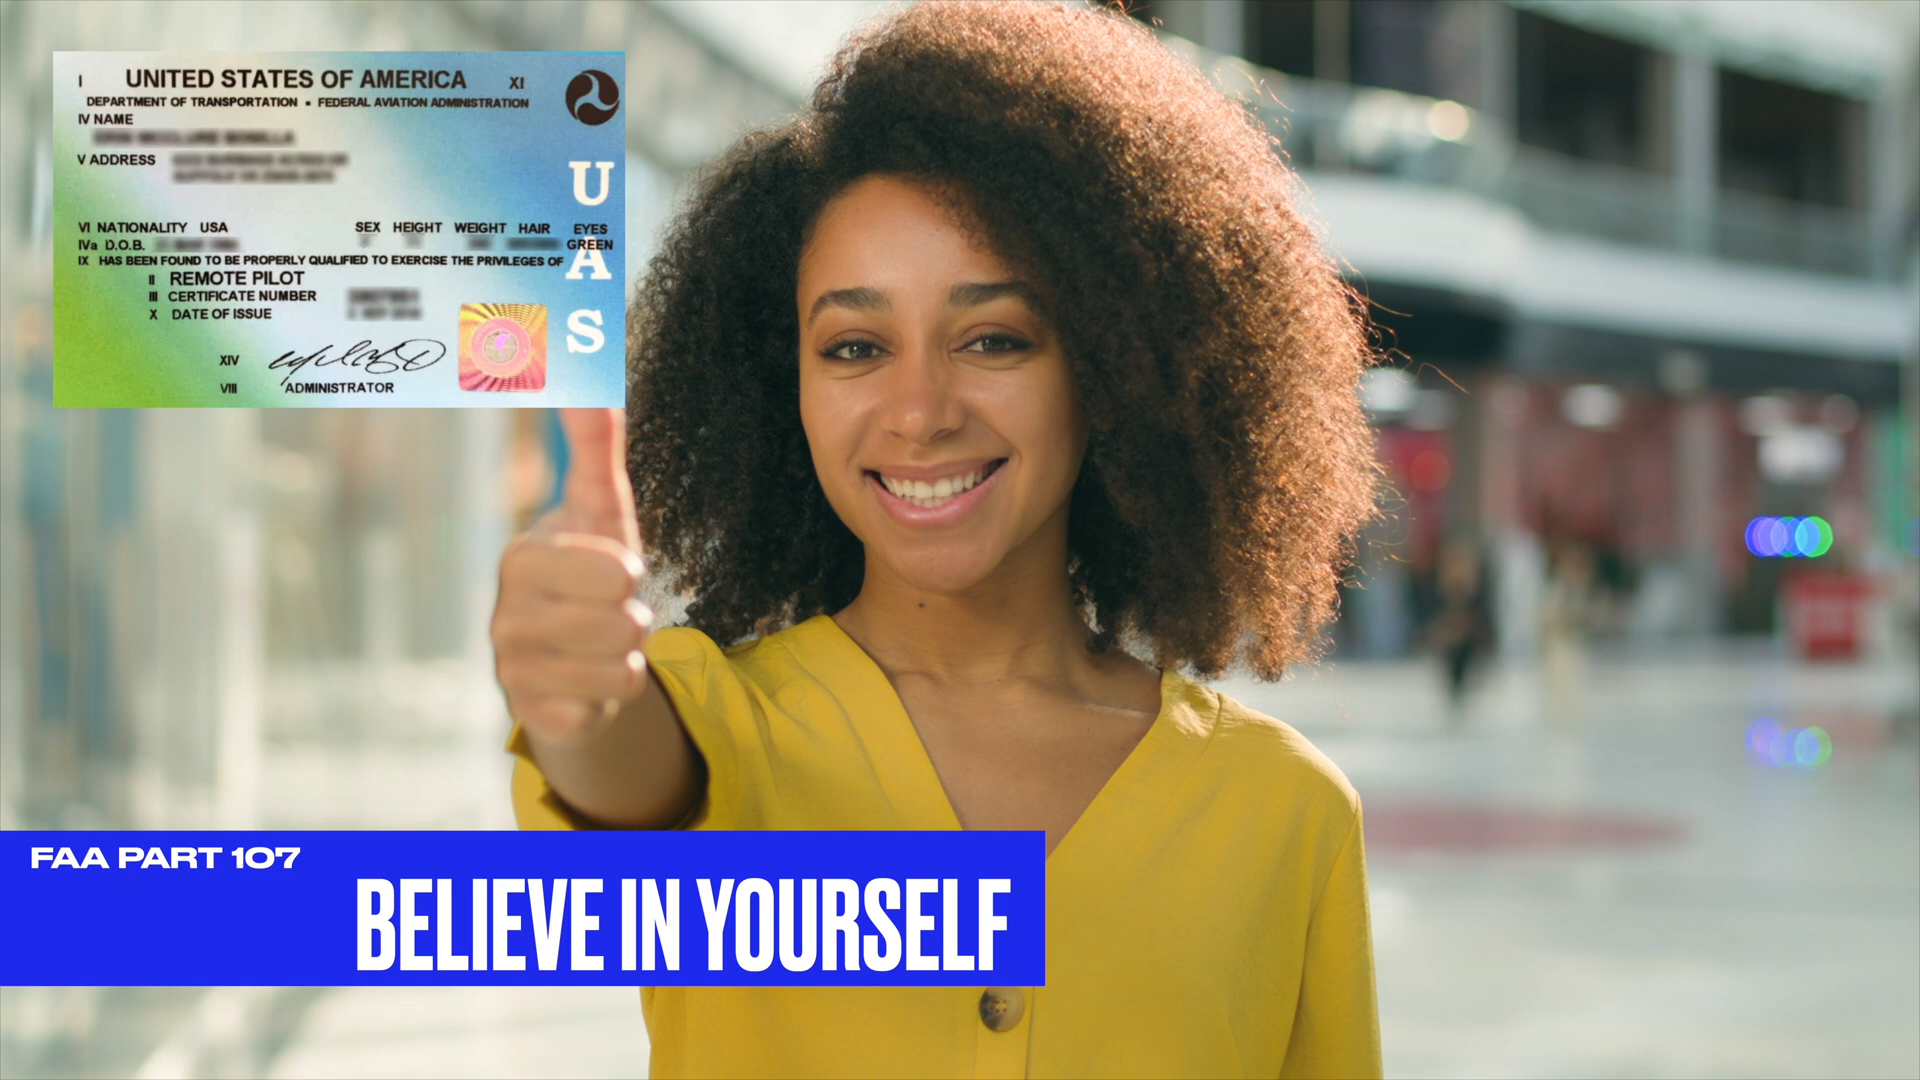 I UNITED STATES OF AMERICA XI
DEPARTMENT OF TRANSPORTATION • FEDERAL AVIATION ADMINISTRATION
IV NAME
V ADDRESS
VI NATIONALITY USA SEX HEIGHT WEIGHT HAIR EYES
IVa D.O.B. GREEN
IX HAS BEEN FOUND TO BE PROPERLY QUALIFIED TO EXERCISE THE PRIVILEGES OF
II REMOTE PILOT
III CERTIFICATE NUMBER
X DATE OF ISSUE
XIV
VIII ADMINISTRATOR
UAS
FAA PART 107
BELIEVE IN YOURSELF